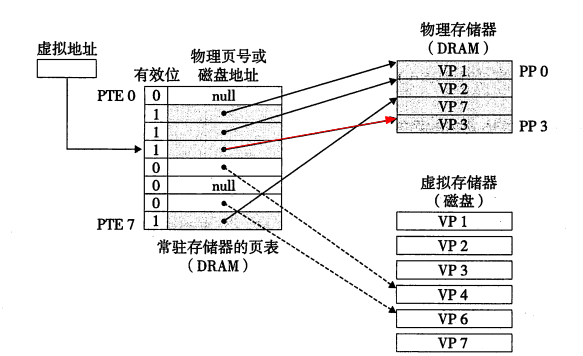 虚拟地址
物理页号或
有效位 磁盘地址
PTE 0 0 null
1
1
1
0
0 null
0
PTE 7 1
常驻存储器的页表
（DRAM）
物理存储器
（DRAM）
VP 1 PP 0
VP 2
VP 7
VP 3 PP 3
虚拟存储器
（磁盘）
VP 1
VP 2
VP 3
VP 4
VP 6
VP 7